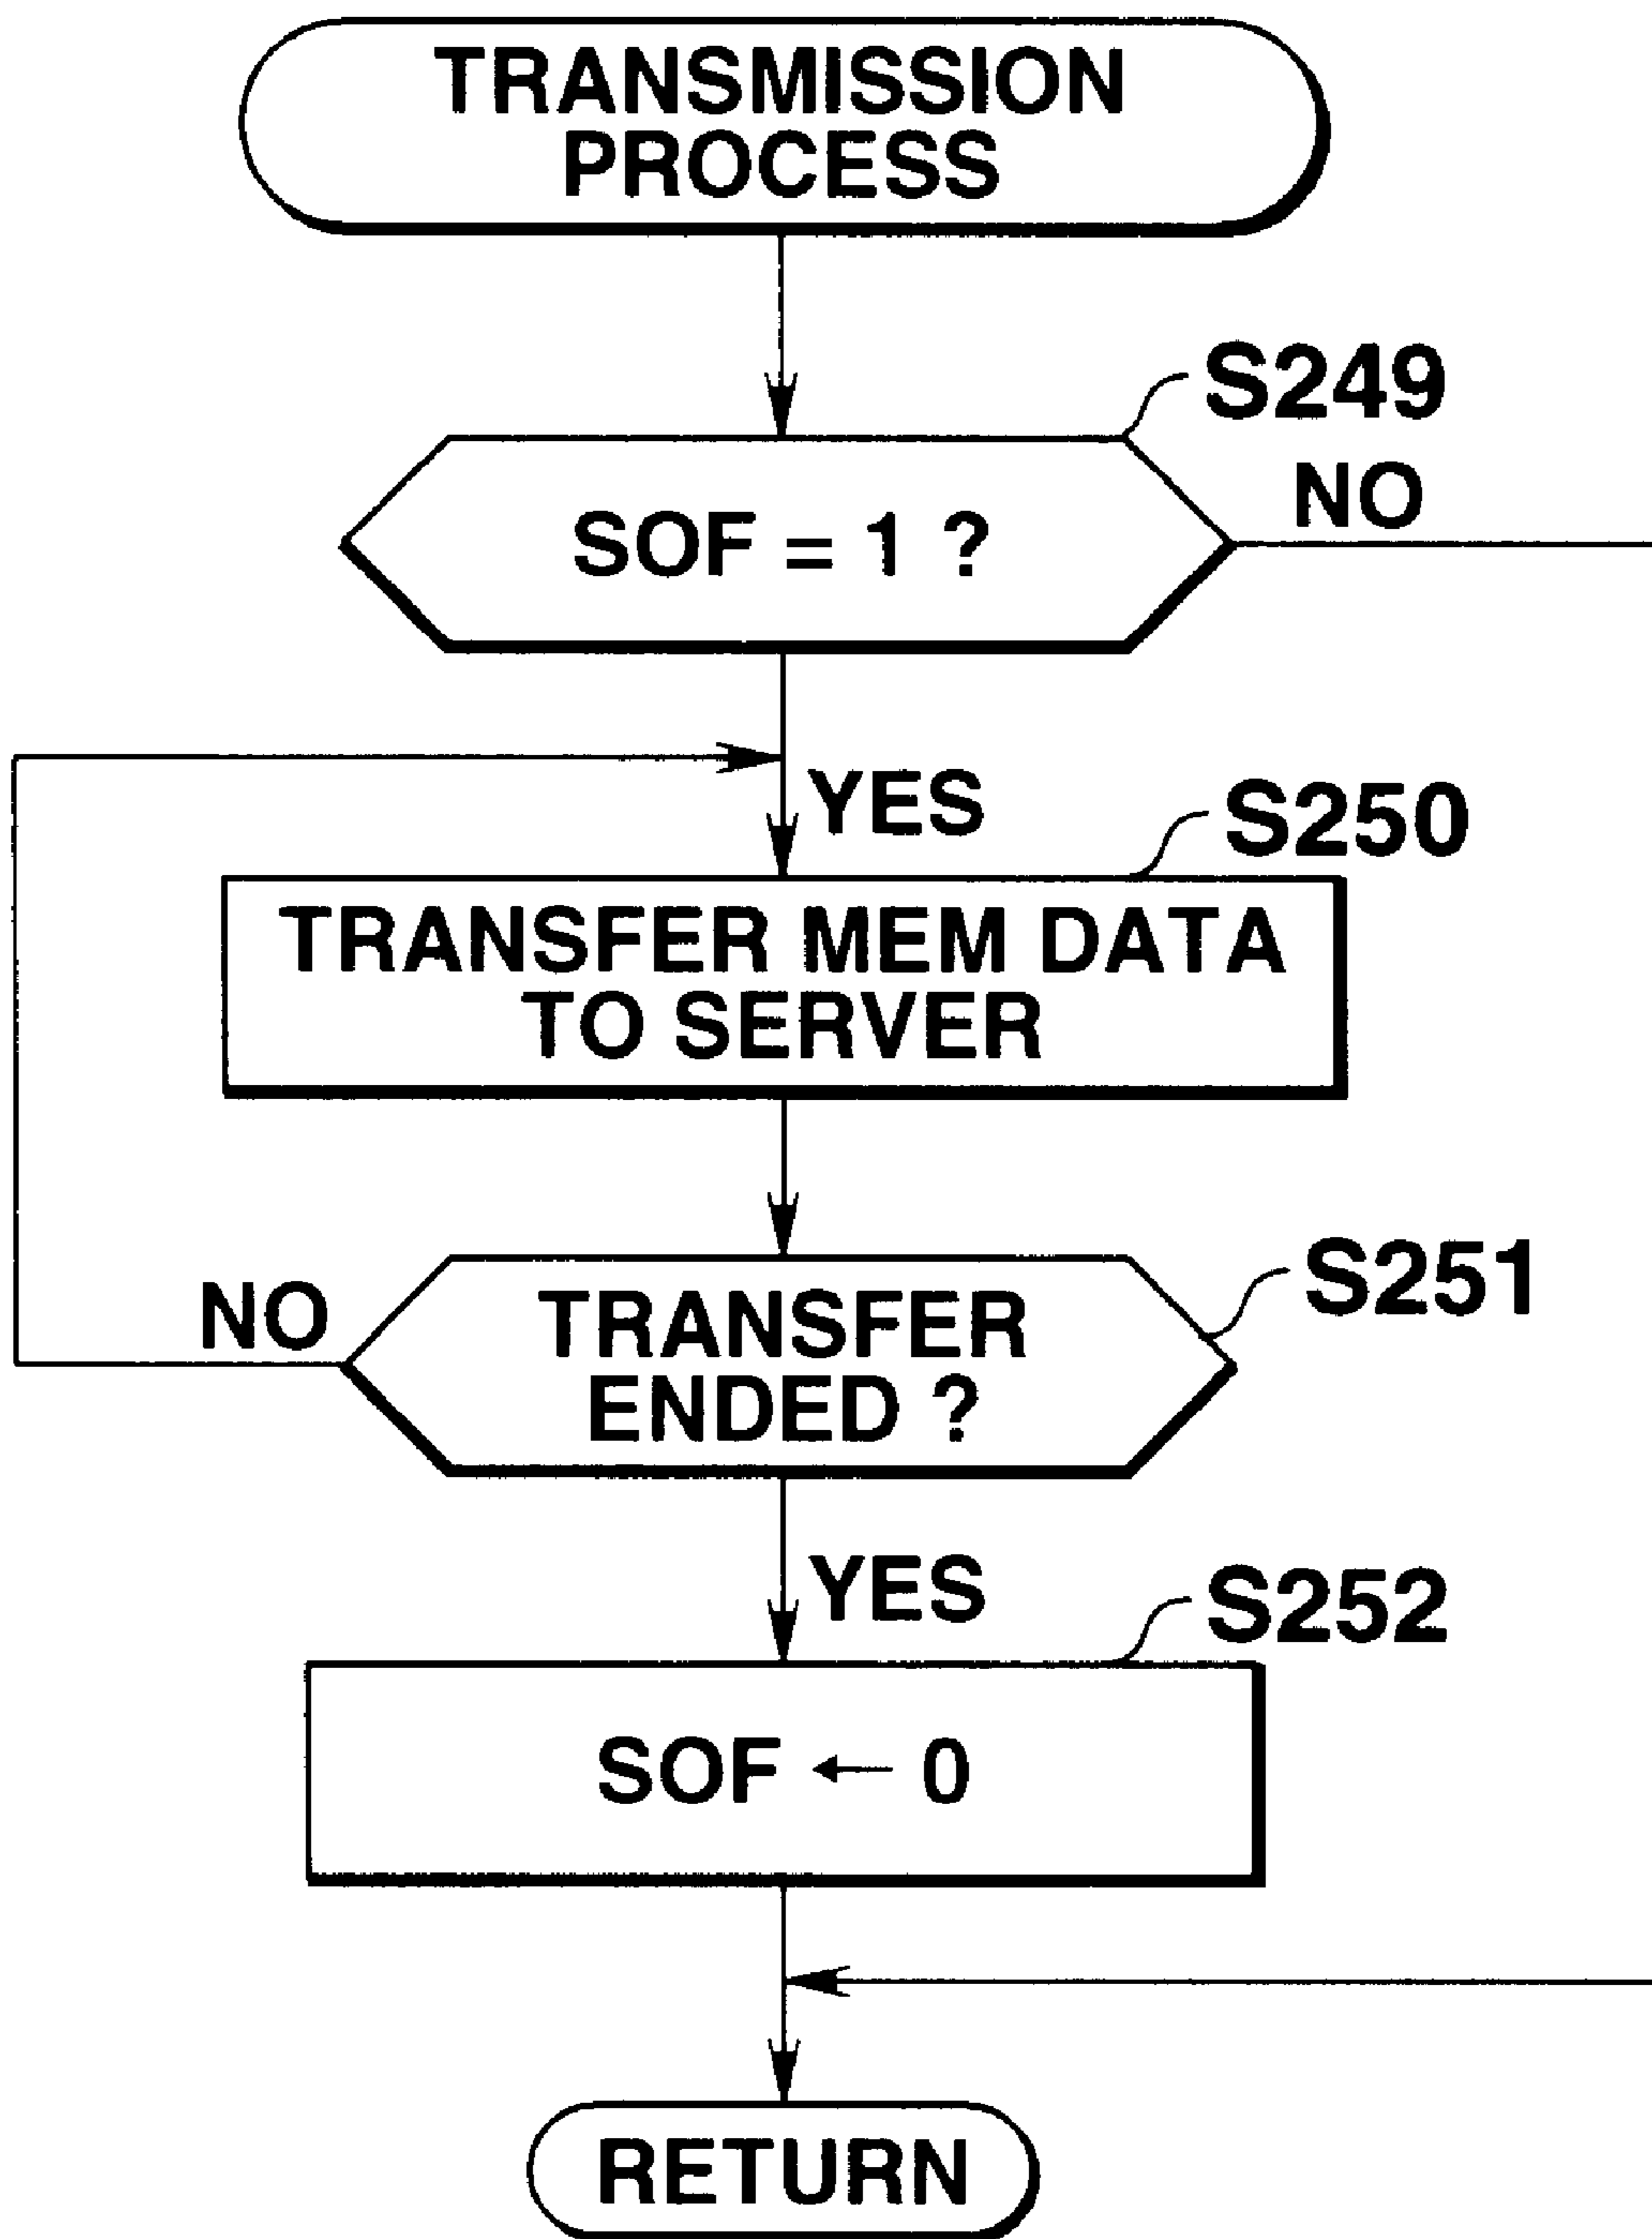 TRANSMISSION
PROCESS
S249
NO
SOF = 1 ?
YES
S250
TRANSFER MEM DATA
TO SERVER
S251
NO
TRANSFER
ENDED ?
YES
S252
SOF ← 0
RETURN